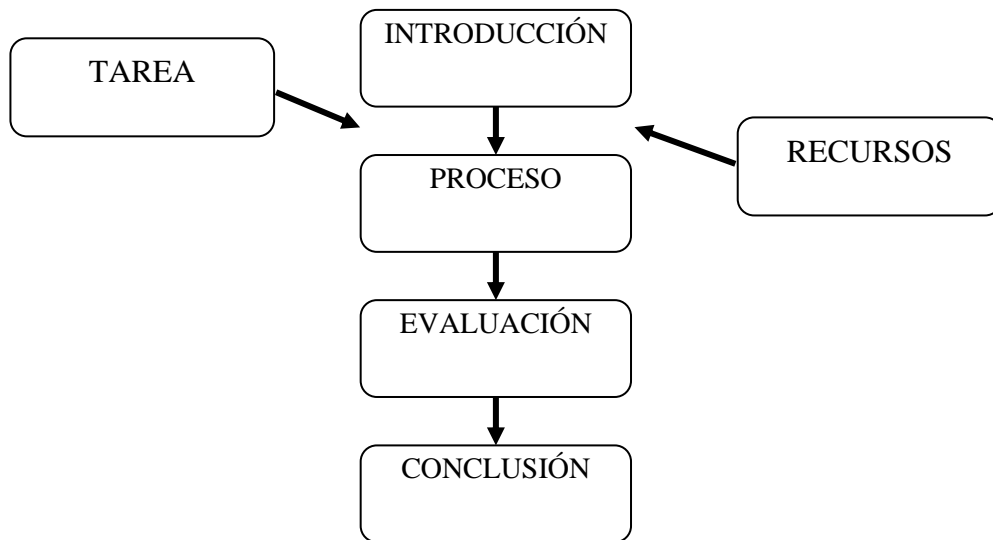 INTRODUCCIÓN
TAREA
RECURSOS
PROCESO
EVALUACIÓN
CONCLUSIÓN